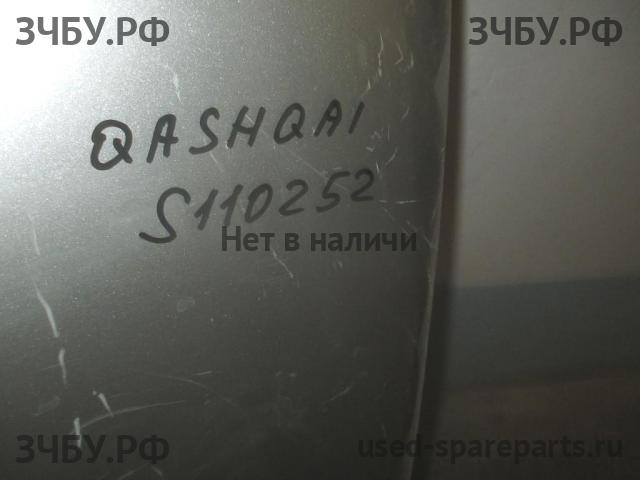 ЗЧБУ.РФ ЗЧБУ.РФ
QASHQAI
S110252
Нет в наличи
ЗЧБУ.РФ used-spareparts.ru